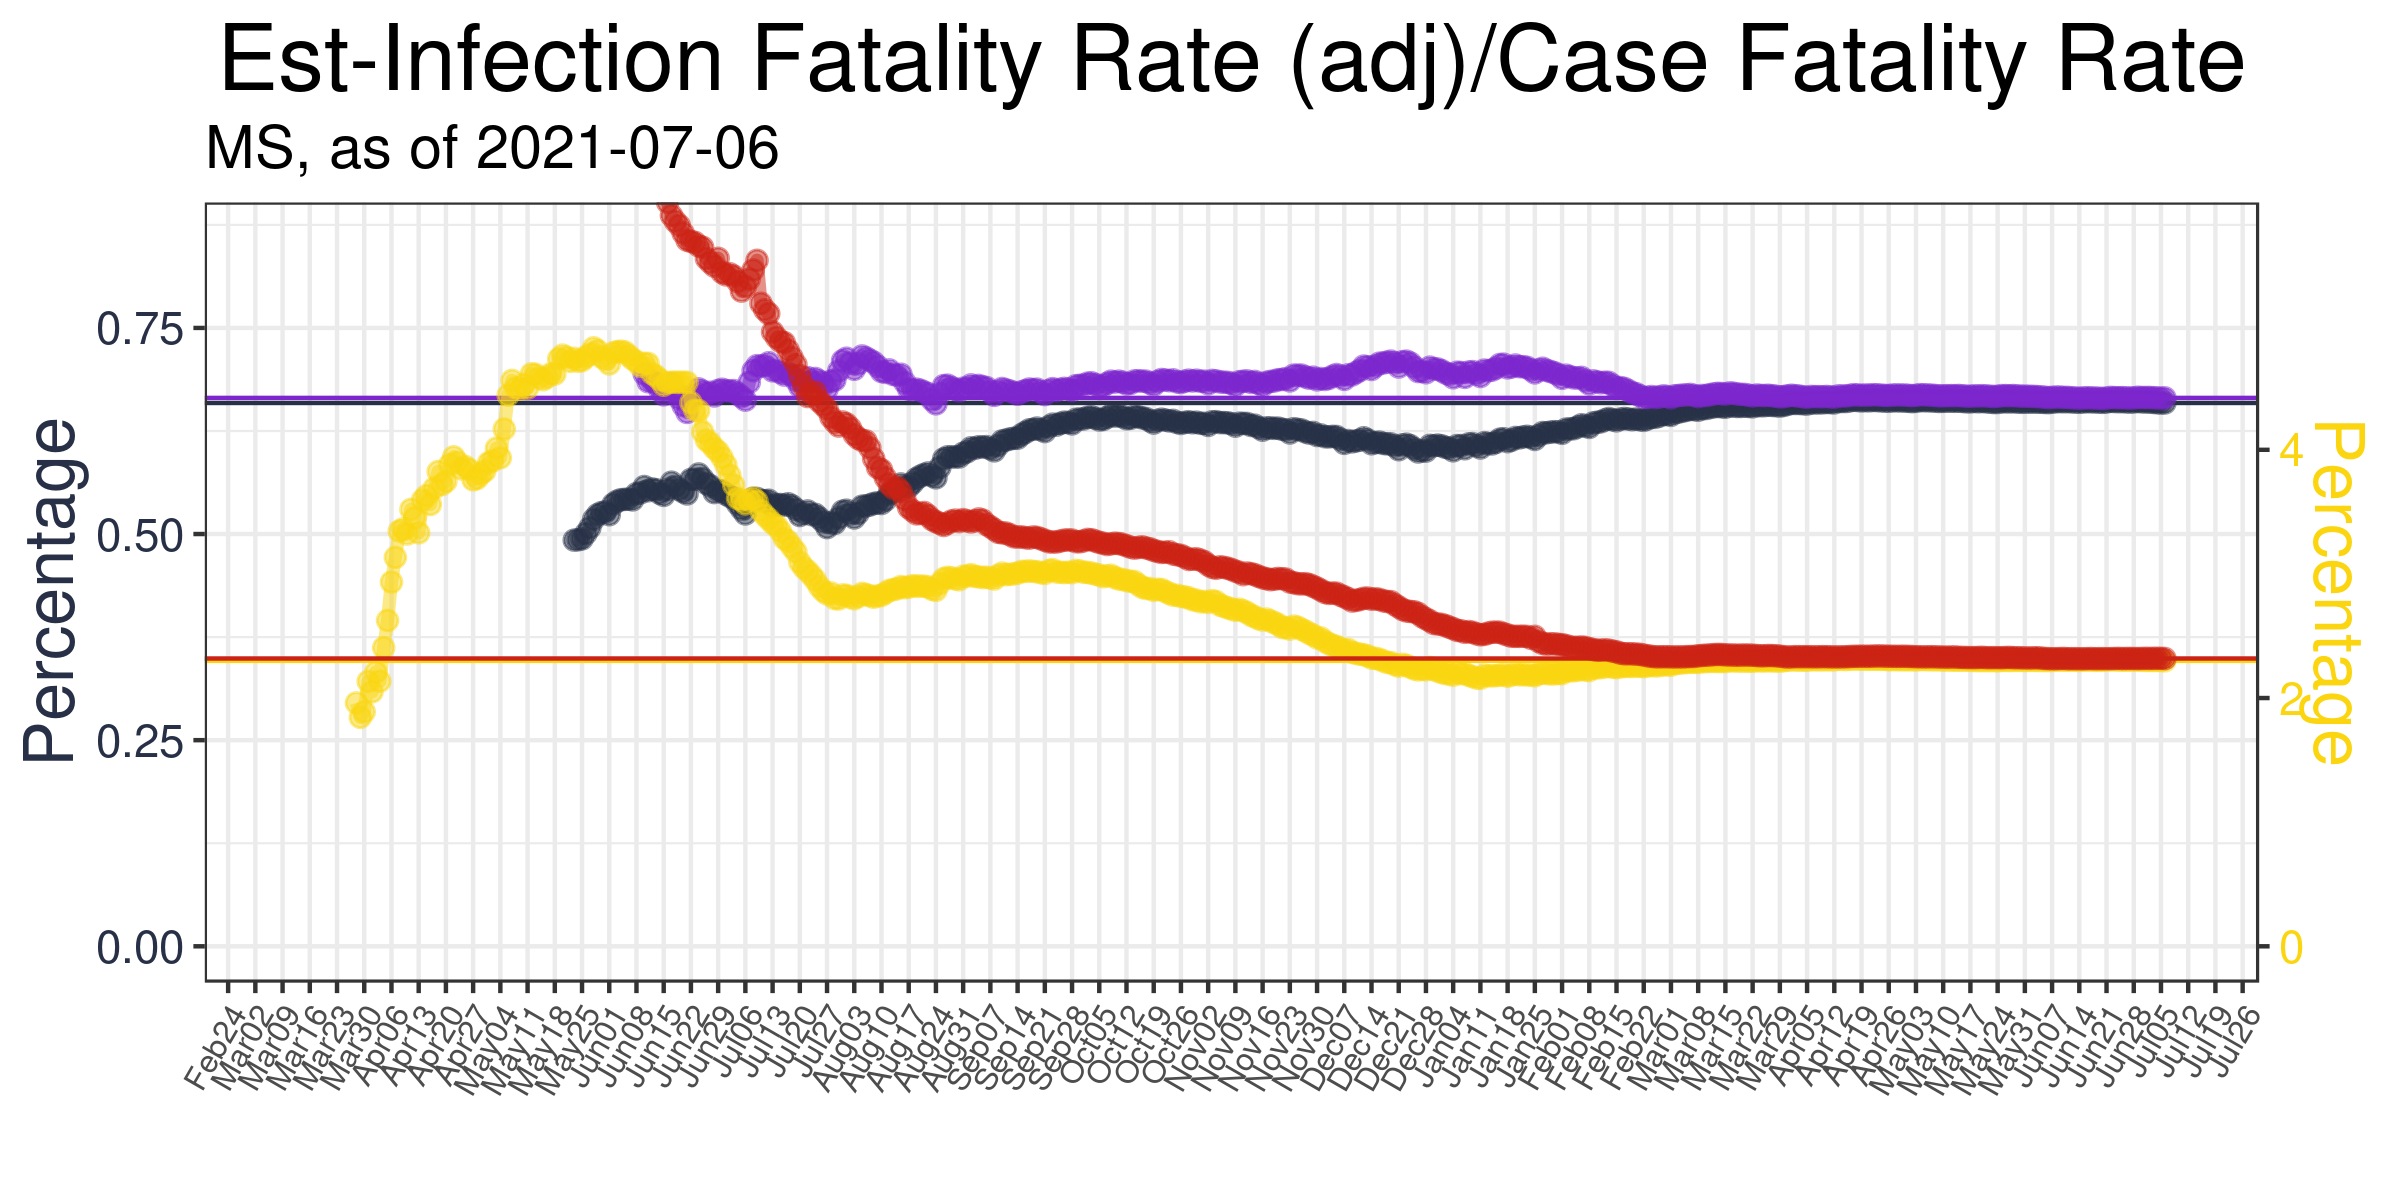 Est-Infection Fatality Rate (adj)/Case Fatality Rate
MS, as of 2021-07-06
Percentage
0.75
0.50
0.25
0.00
4
2
0
Percentage
Feb24
Mar02
Mar09
Mar16
Mar23
Mar30
Apr06
Apr13
Apr20
Apr27
May04
May11
May18
May25
Jun01
Jun08
Jun15
Jun22
Jun29
Jul06
Jul13
Jul20
Jul27
Aug03
Aug10
Aug17
Aug24
Aug31
Sep07
Sep14
Sep21
Sep28
Oct05
Oct12
Oct19
Oct26
Nov02
Nov09
Nov16
Nov23
Nov30
Dec07
Dec14
Dec21
Dec28
Jan04
Jan11
Jan18
Jan25
Feb01
Feb08
Feb15
Feb22
Mar01
Mar08
Mar15
Mar22
Mar29
Apr05
Apr12
Apr19
Apr26
May03
May10
May17
May24
May31
Jun07
Jun14
Jun21
Jun28
Jul05
Jul12
Jul19
Jul26